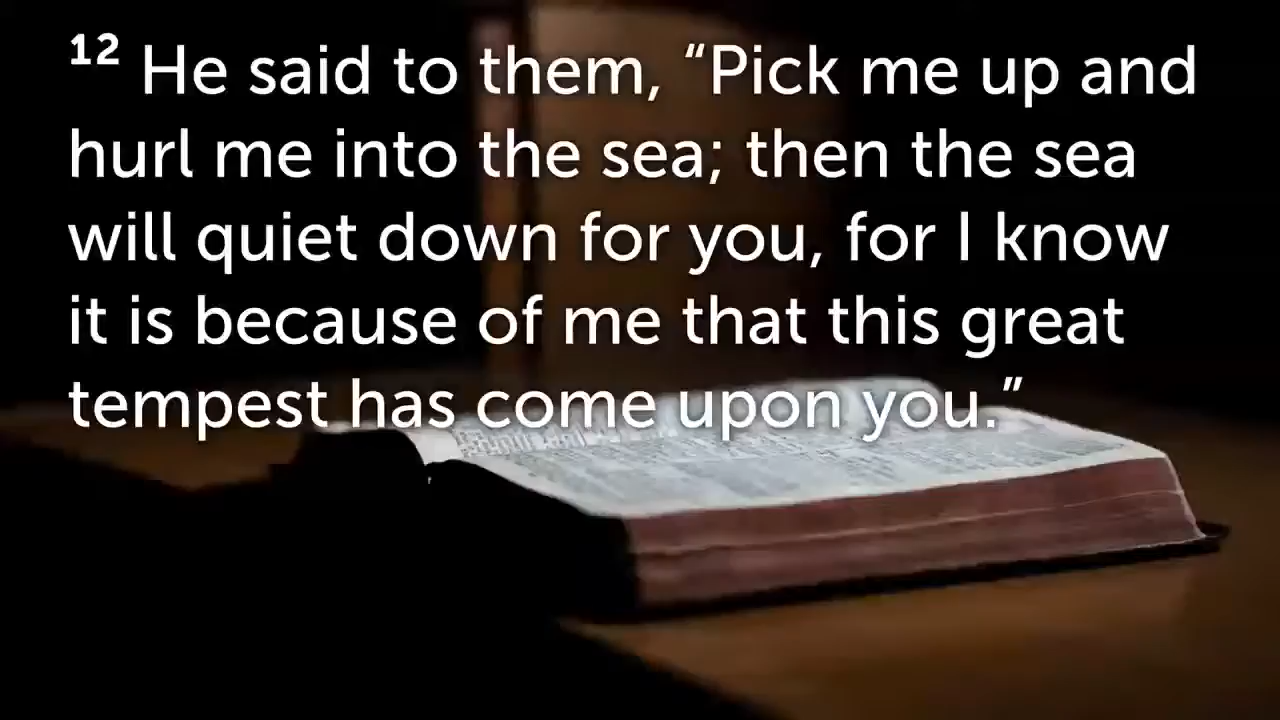 12 He said to them, “Pick me up and
hurl me into the sea; then the sea
will quiet down for you, for I know
it is because of me that this great
tempest has come upon you.”